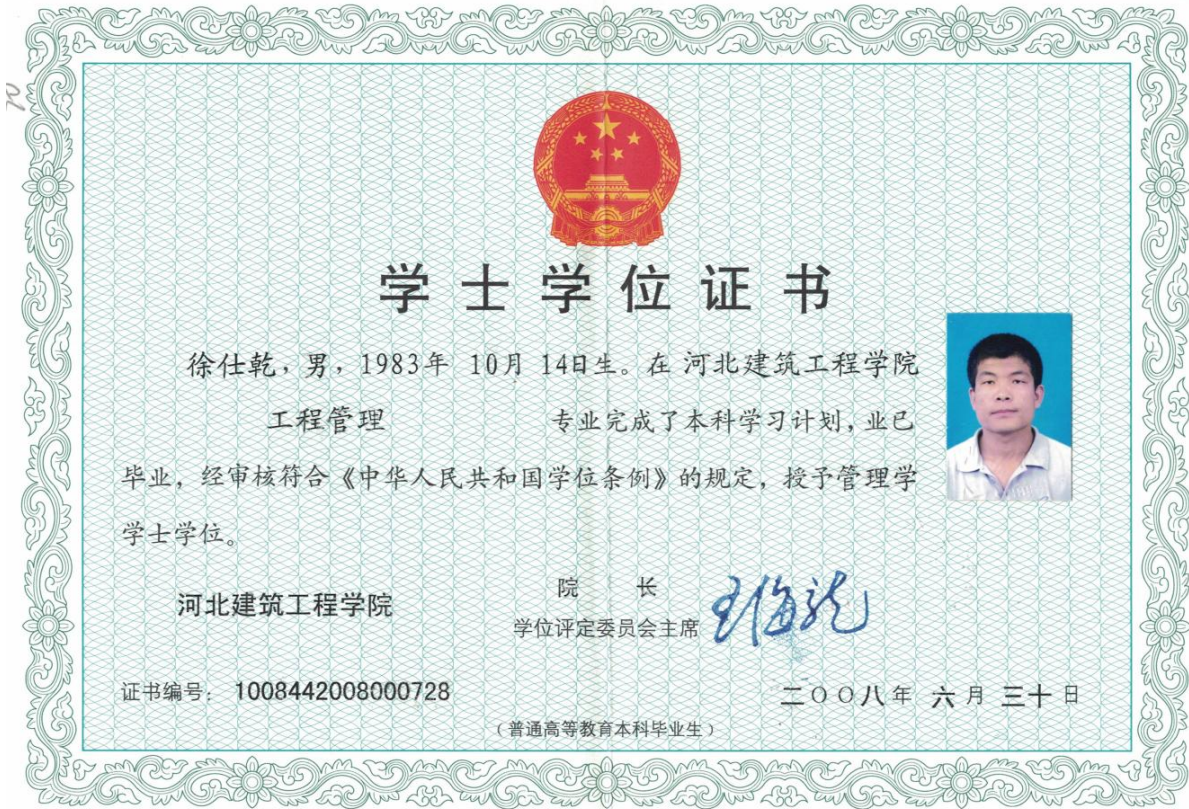 学士学位证书
徐仕乾，男，1983年 10月 14日生。在 河北建筑工程学院
工程管理 专业完成了本科学习计划，业已
毕业，经审核符合《中华人民共和国学位条例》的规定，授予管理学
学士学位。
河北建筑工程学院
院 长
学位评定委员会主席
王海龙
证书编号： 1008442008000728
二〇〇八年 六月 三十日
（普通高等教育本科毕业生）